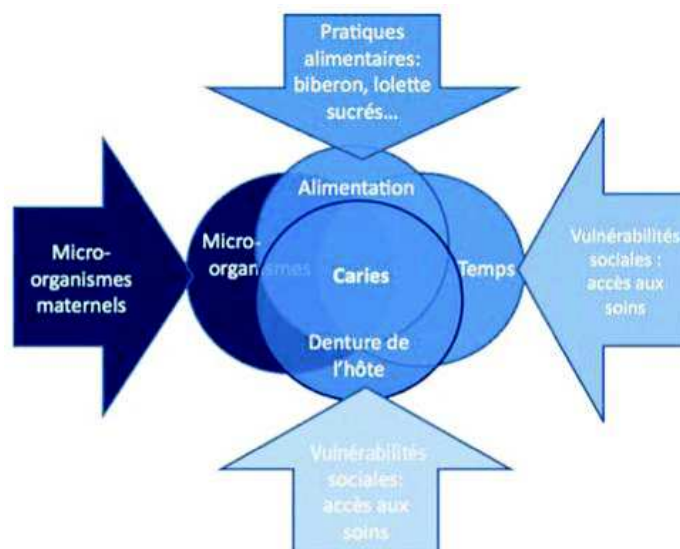 Pratiques
alimentaires:
biberon, lolette
sucrés...
Alimentation
Micro-
organismes
maternels
Micro-
organismes
Caries
Temps
Vulnérabilités
sociales :
accès aux
soins
Denture de
l'hôte
Vulnérabilités
sociales:
accès aux
soins